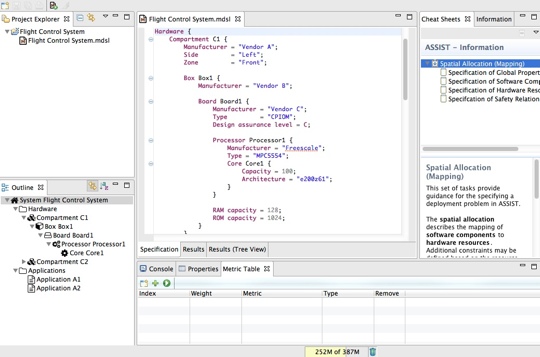 Project Explorer
Flight Control System
Flight Control System.mdsl
Flight Control System.mdsl
Hardware {
Compartment C1 {
Manufacturer = "Vendor A";
Side = "Left";
Zone = "Front";
Box Box1 {
Manufacturer = "Vendor B";
Board Board1 {
Manufacturer = "Vendor C";
Type = "CPIOM";
Design assurance level = C;
Processor Processor1 {
Manufacturer = "Freescale";
Type = "MPC5554";
Core Core1 {
Capacity = 100;
Architecture = "e200z61";
}
}
RAM capacity = 128;
ROM capacity = 1024;
}
Specification Results Results (Tree View)
Cheat Sheets Information
ASSIST - Information
Spatial Allocation (Mapping)
Specification of Global Propert
Specification of Software Comp
Specification of Hardware Reso
Specification of Safety Relation
Spatial Allocation
(Mapping)
This set of tasks provide
guidance for the specifying a
deployment problem in ASSIST.
The spatial allocation
describes the mapping of
software components to
hardware resources.
Additional constraints may be
Outline
System Flight Control System
Hardware
Compartment C1
Box Box1
Board Board1
Processor Processor1
Core Core1
Compartment C2
Applications
Application A1
Application A2
Console Properties Metric Table
Index Weight Metric Type Remove
252M of 387M